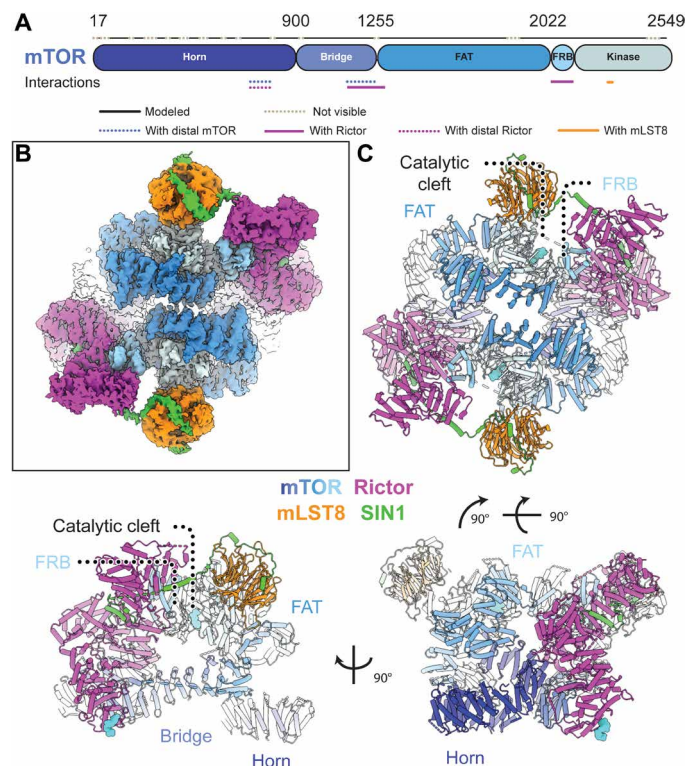 A
17 900 1255 2022 2549
mTOR Horn Bridge FAT FRB Kinase
Interactions
Modeled Not visible
With distal mTOR With Rictor With distal Rictor With mLST8
B
C
Catalytic
cleft
FRB
FAT
mTOR Rictor
mLST8 SIN1
90° 90°
Catalytic cleft
FRB
FAT
FAT
90°
Bridge
Horn
Horn